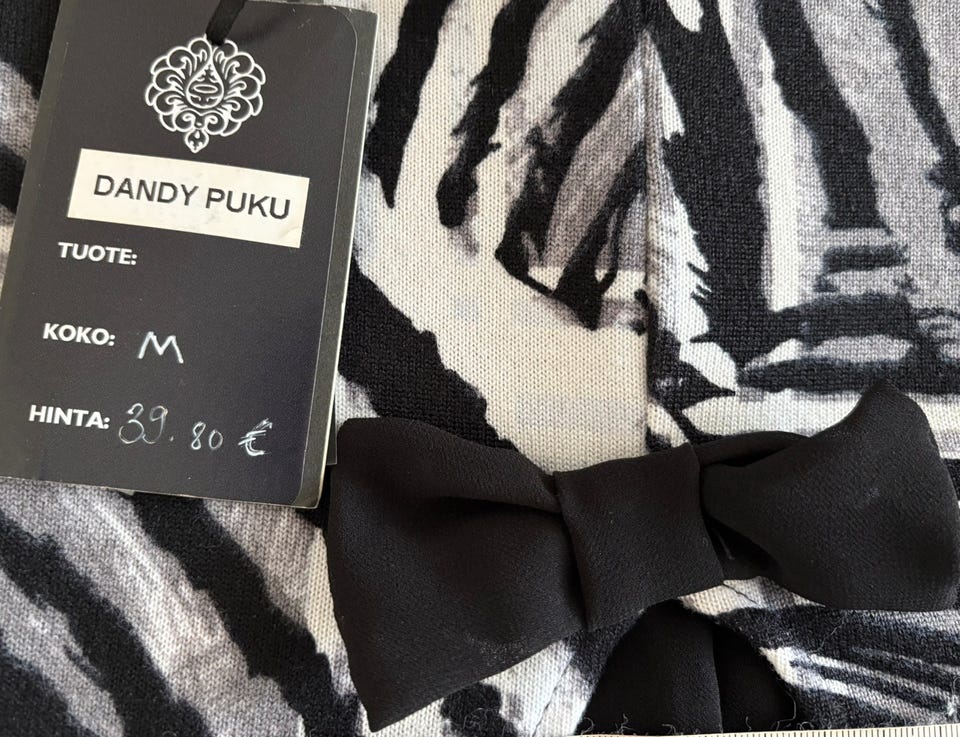 DANDY PUKU
TUOTE:
KOKO: M
HINTA: 39.80 €